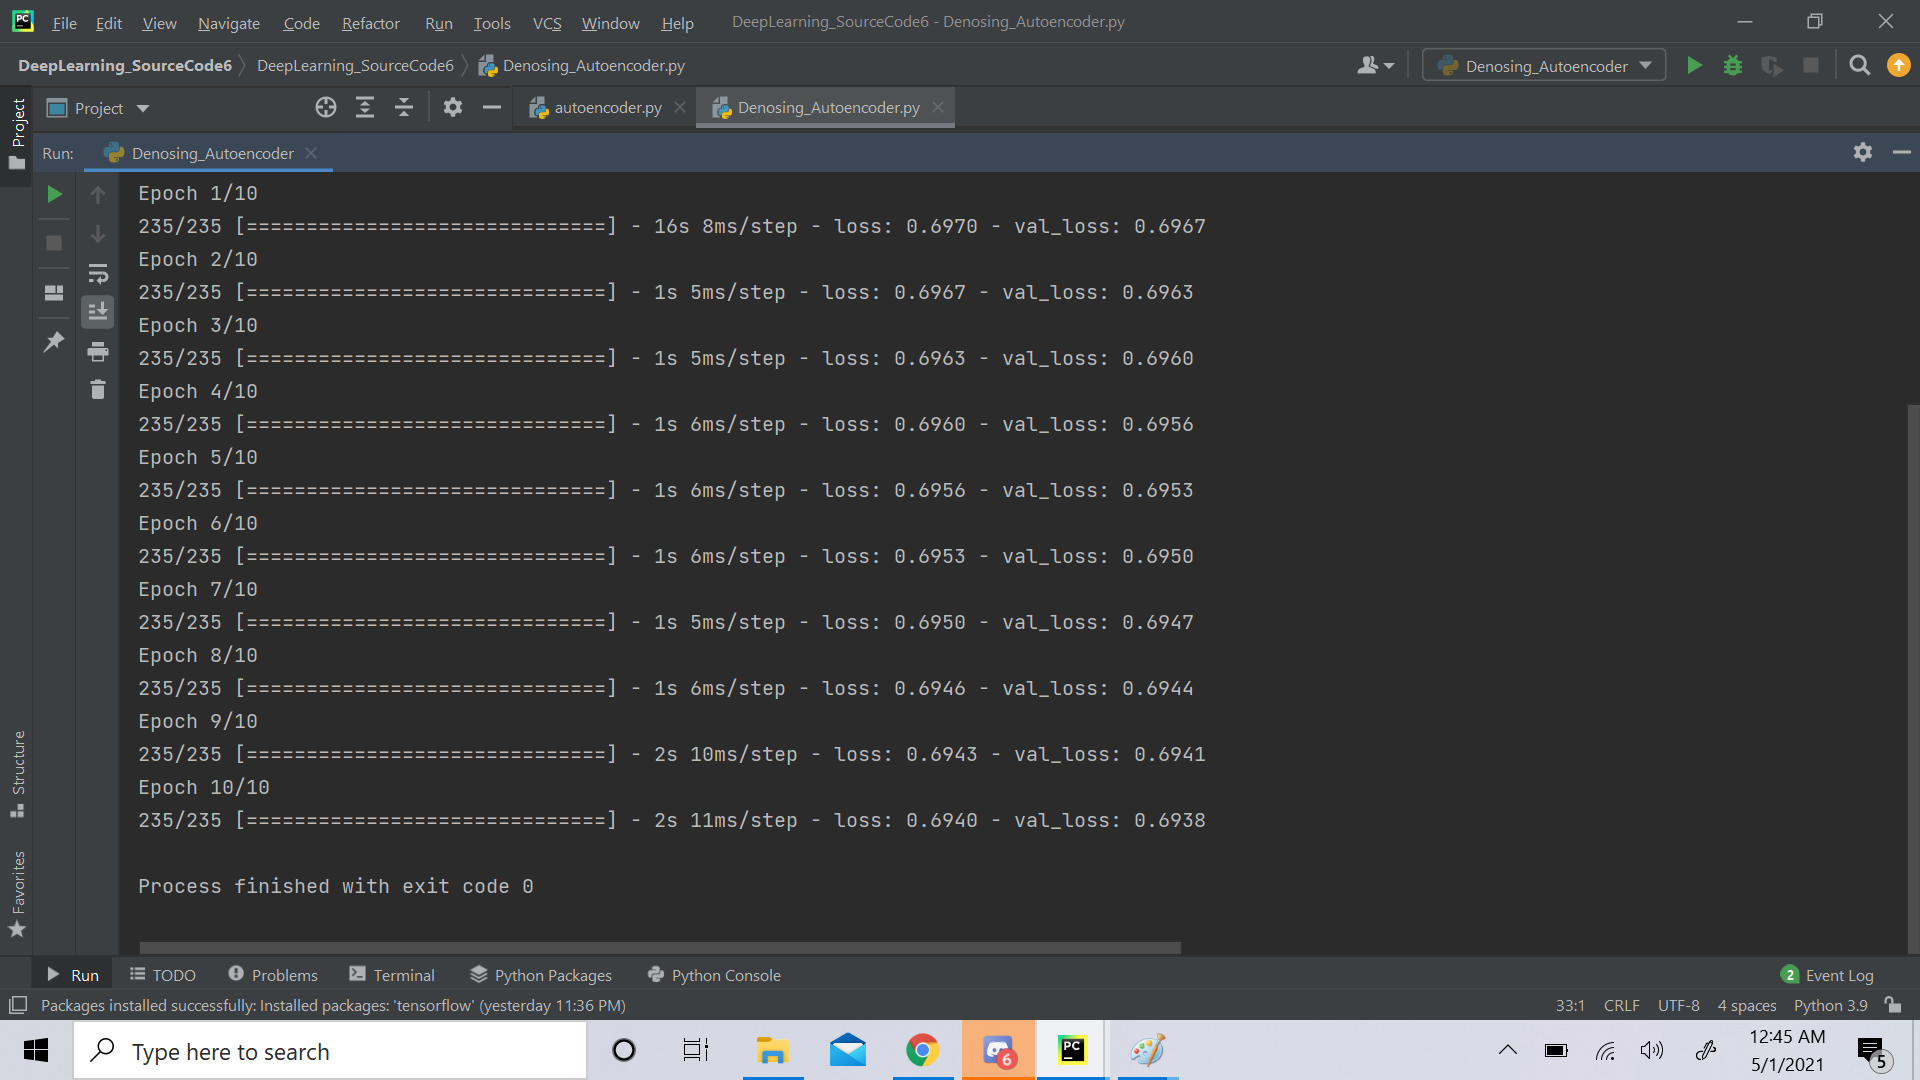 PC File Edit View Navigate Code Refactor Run Tools VCS Window Help DeepLearning_SourceCode6 - Denosing_Autoencoder.py
DeepLearning_SourceCode6 DeepLearning_SourceCode6 Denosing_Autoencoder.py Denosing_Autoencoder
Project autoencoder.py Denosing_Autoencoder.py
Project
Run: Denosing_Autoencoder
Epoch 1/10
235/235 [==============================] - 16s 8ms/step - loss: 0.6970 - val_loss: 0.6967
Epoch 2/10
235/235 [==============================] - 1s 5ms/step - loss: 0.6967 - val_loss: 0.6963
Epoch 3/10
235/235 [==============================] - 1s 5ms/step - loss: 0.6963 - val_loss: 0.6960
Epoch 4/10
235/235 [==============================] - 1s 6ms/step - loss: 0.6960 - val_loss: 0.6956
Epoch 5/10
235/235 [==============================] - 1s 6ms/step - loss: 0.6956 - val_loss: 0.6953
Epoch 6/10
235/235 [==============================] - 1s 6ms/step - loss: 0.6953 - val_loss: 0.6950
Epoch 7/10
235/235 [==============================] - 1s 5ms/step - loss: 0.6950 - val_loss: 0.6947
Epoch 8/10
235/235 [==============================] - 1s 6ms/step - loss: 0.6946 - val_loss: 0.6944
Epoch 9/10
235/235 [==============================] - 2s 10ms/step - loss: 0.6943 - val_loss: 0.6941
Epoch 10/10
235/235 [==============================] - 2s 11ms/step - loss: 0.6940 - val_loss: 0.6938
Process finished with exit code 0
Structure
Favorites
Run TODO Problems Terminal Python Packages Python Console 2 Event Log
Packages installed successfully: Installed packages: 'tensorflow' (yesterday 11:36 PM) 33:1 CRLF UTF-8 4 spaces Python 3.9
Type here to search 6 PC 12:45 AM
5/1/2021 5